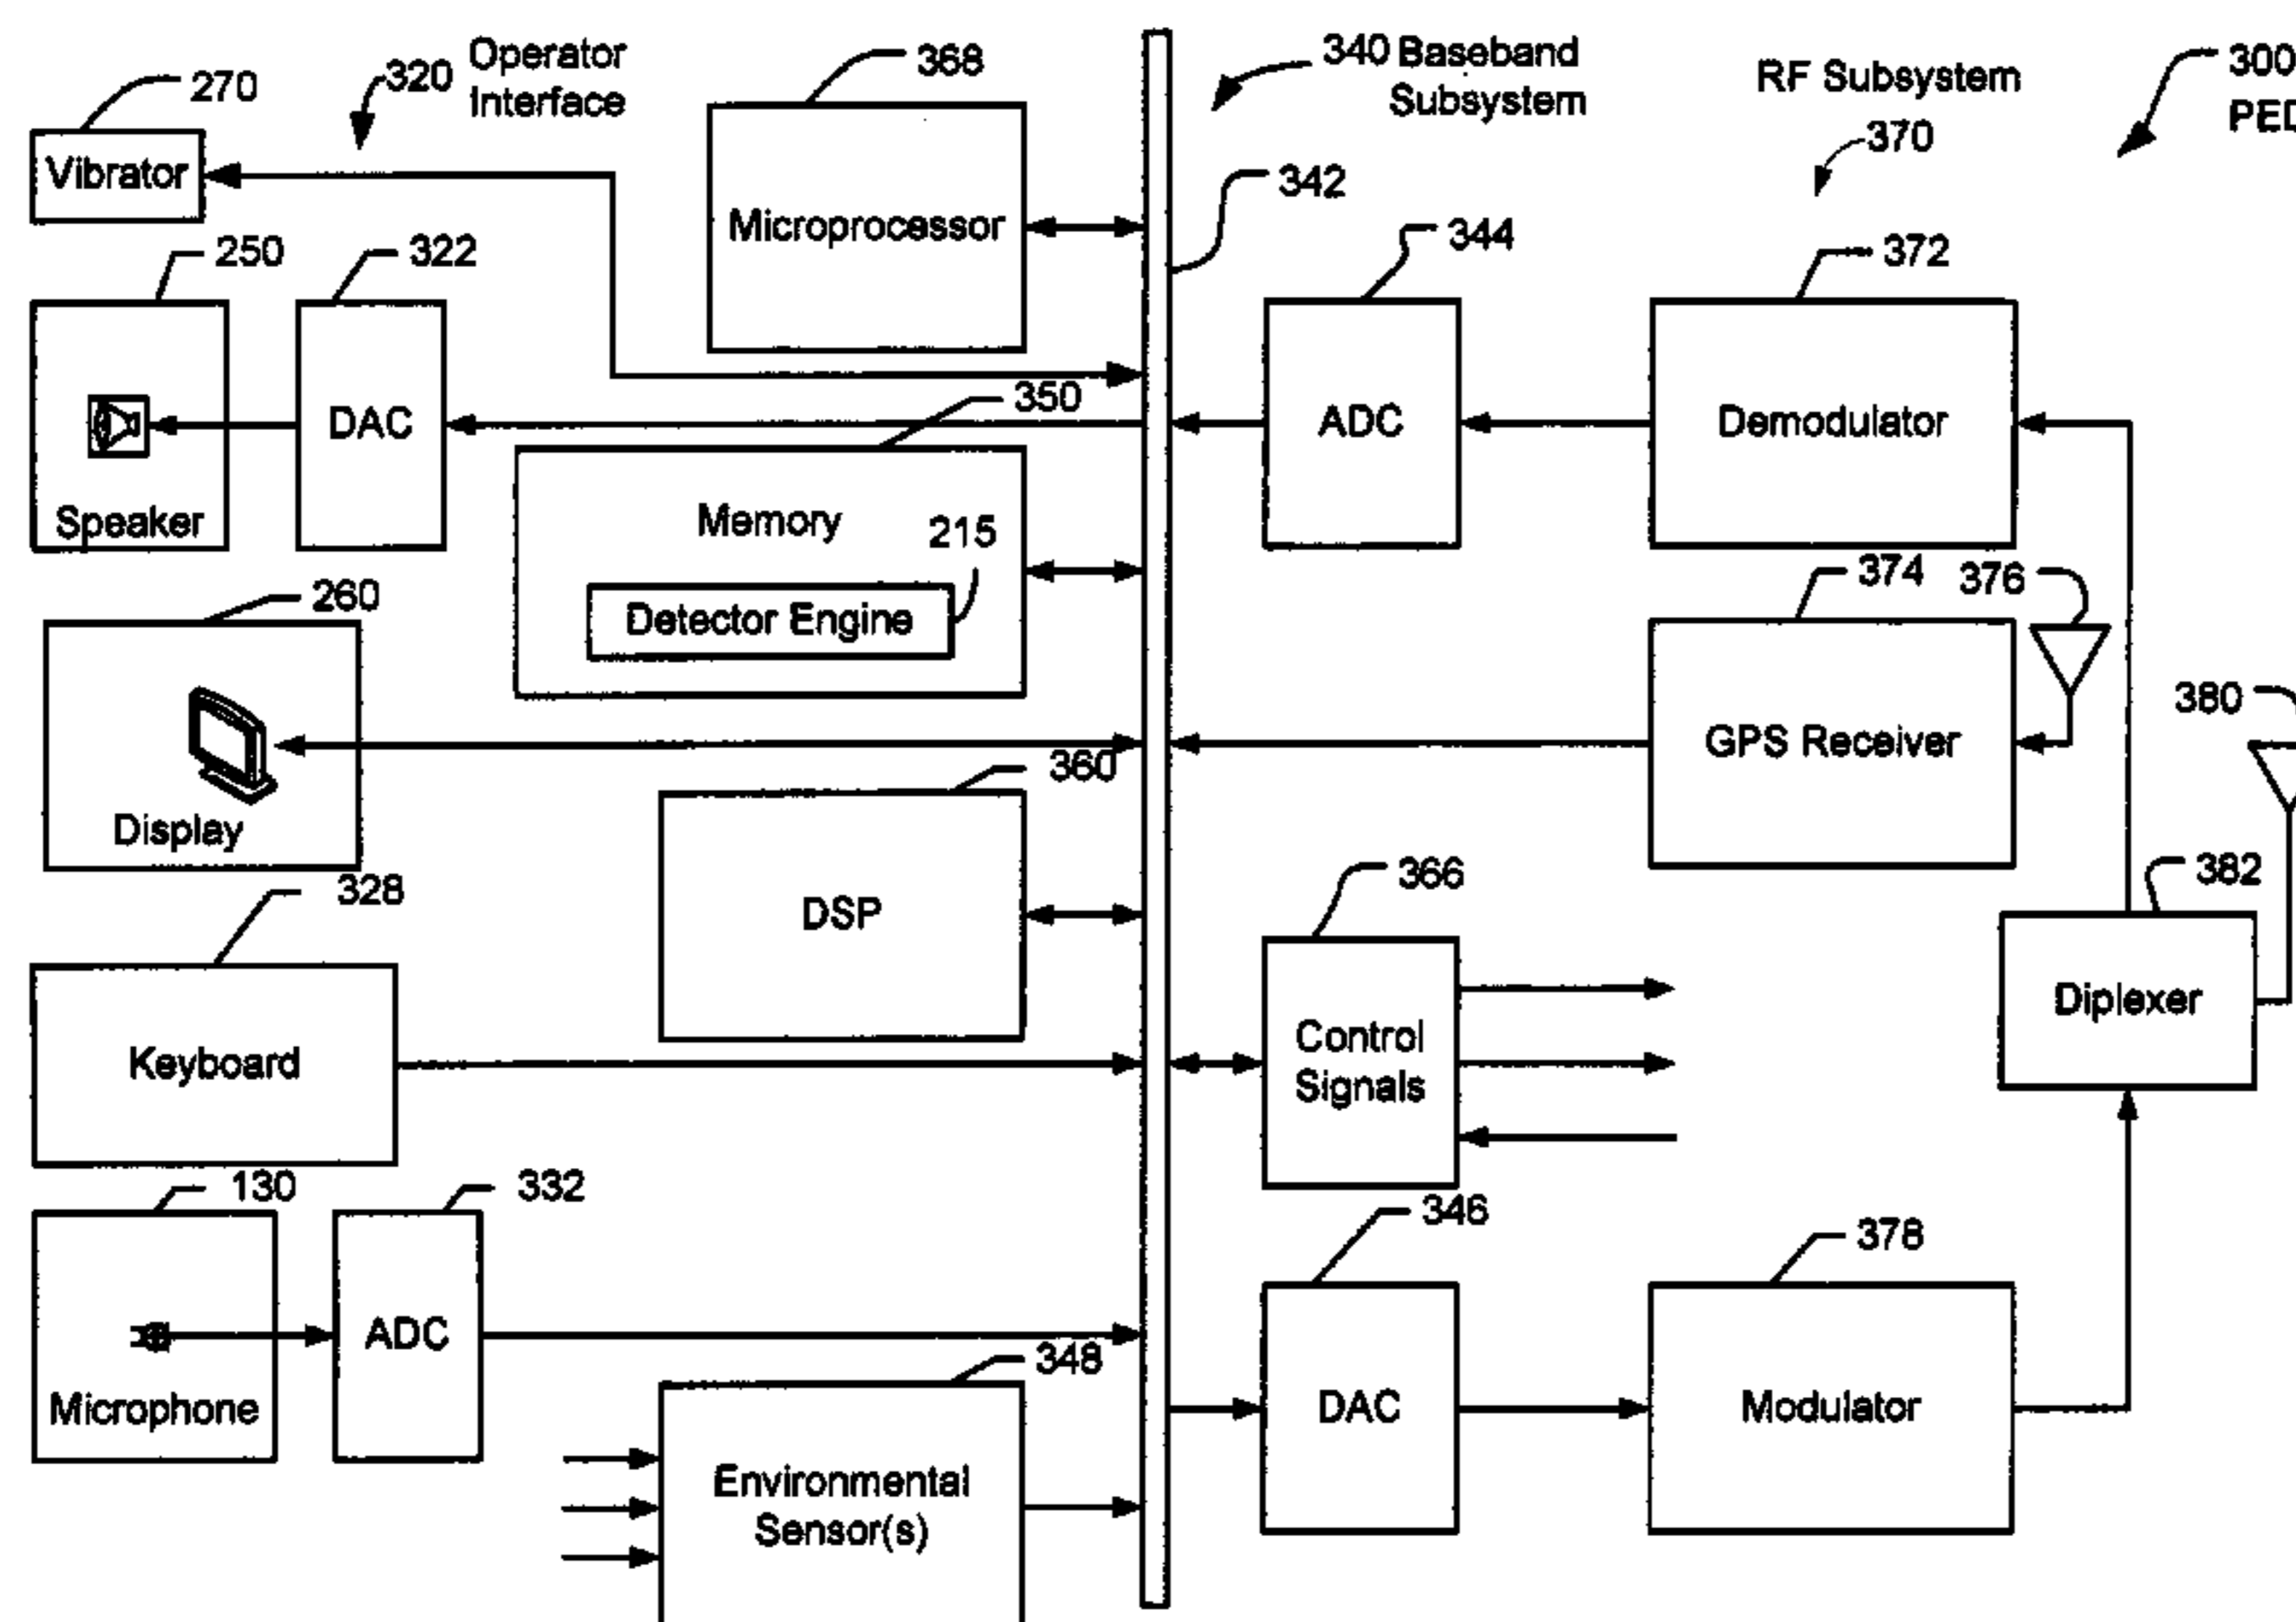 270
320 Operator
Interface
368
340 Baseband
Subsystem
RF Subsystem
370
300
PED
Vibrator
342
Microprocessor
250
322
344
372
350
DAC
ADC
Demodulator
Speaker
Memory
215
Detector Engine
374
376
260
380
GPS Receiver
360
Display
366
382
328
DSP
Diplexer
Control
Signals
Keyboard
130
332
346
378
ADC
348
Microphone
DAC
Modulator
Environmental
Sensor(s)